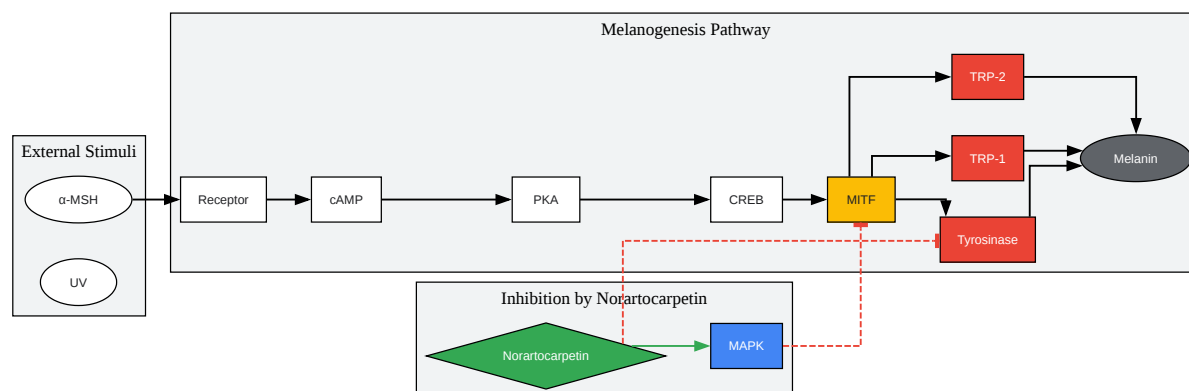 Melanogenesis Pathway
TRP-2
External Stimuli
TRP-1
Melanin
α-MSH
Receptor
cAMP
PKA
CREB
MITF
Tyrosinase
UV
Inhibition by Norartocarpetin
Norartocarpetin
MAPK